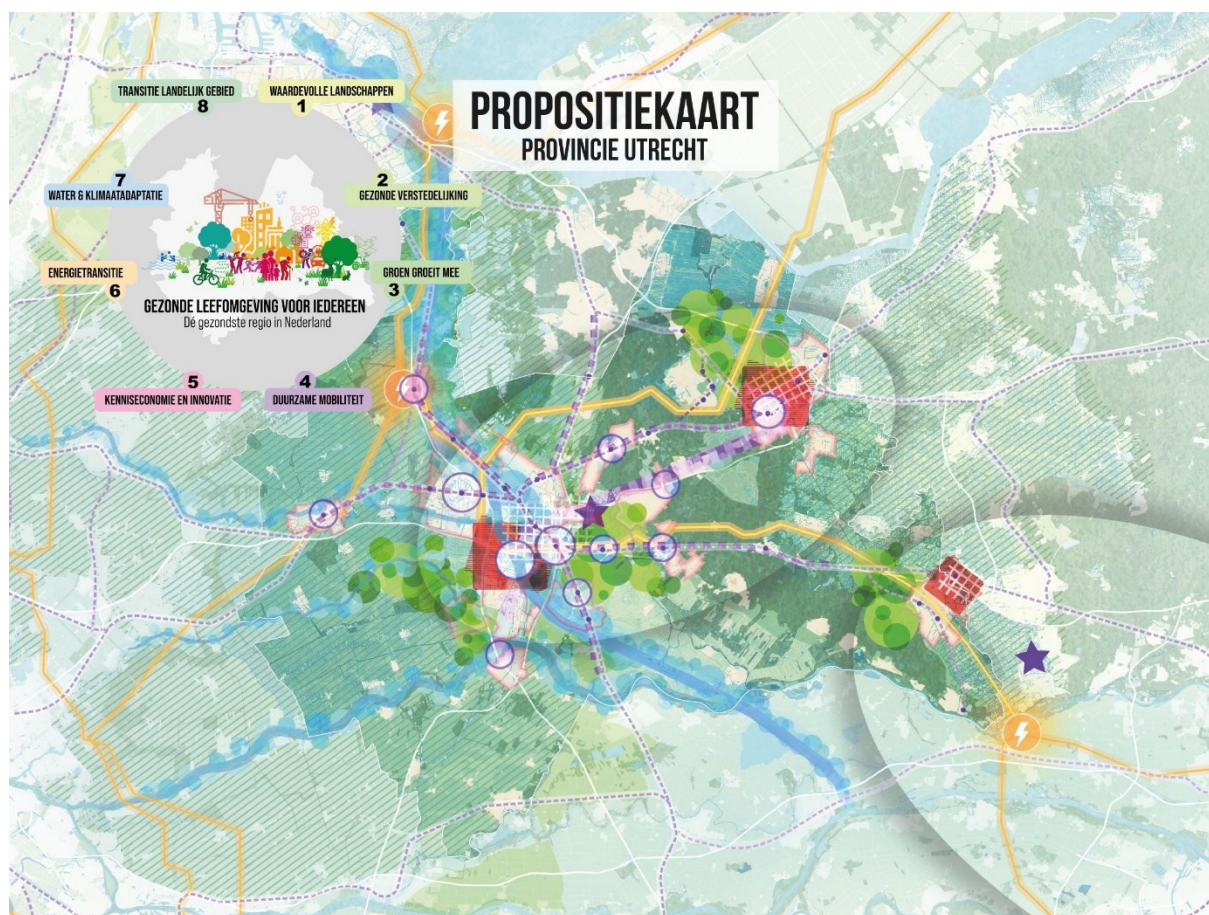 PROPOSITIEKAART
PROVINCIE UTRECHT
TRANSITIE LANDELIJK GEBIED
8
WAARDEVOLLE LANDSCHAPPEN
1
7
WATER & KLIMAATADAPTATIE
2
GEZONDE VERSTEDELIJKING
ENERGIETRANSITIE
6
GROEN GROEIT MEE
3
GEZONDE LEEFOMGEVING VOOR IEDEREEN
Dé gezondste regio in Nederland
5
KENNISECONOMIE EN INNOVATIE
4
DUURZAME MOBILITEIT